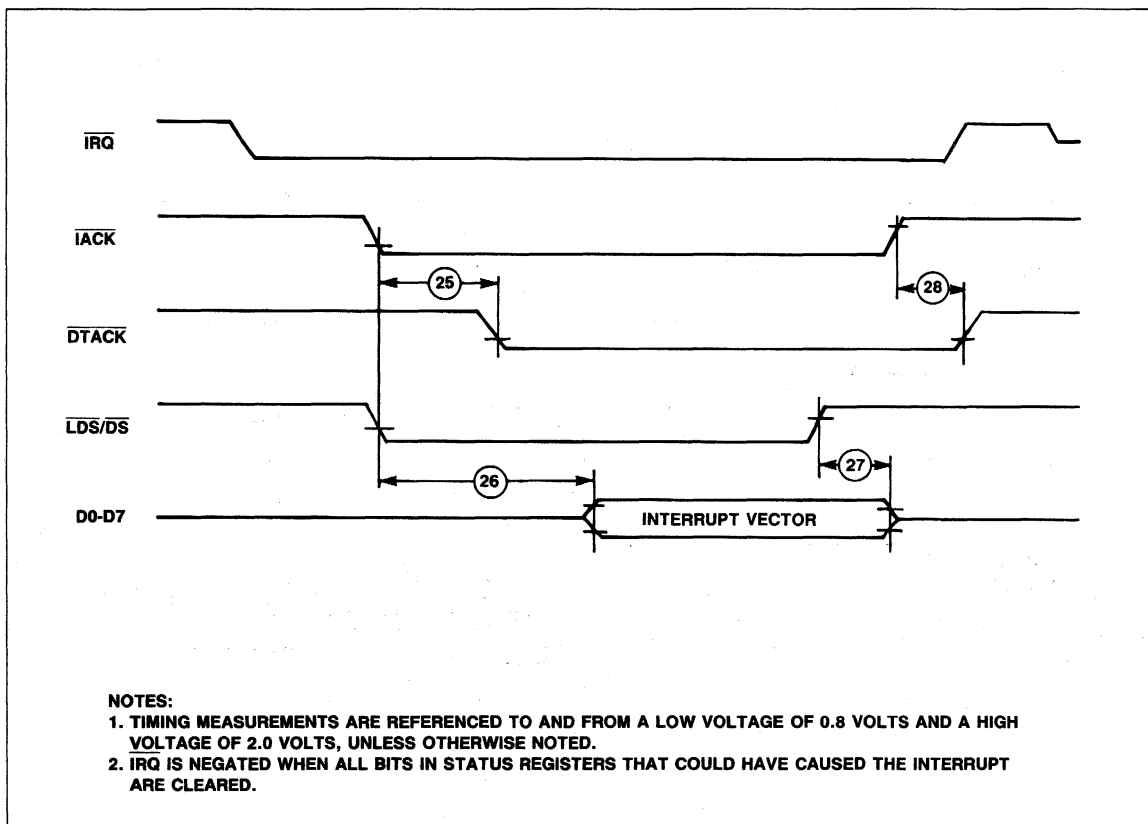 IRQ
IACK
25
28
DTACK
LDS/DS
26
27
D0-D7
INTERRUPT VECTOR
NOTES:
1. TIMING MEASUREMENTS ARE REFERENCED TO AND FROM A LOW VOLTAGE OF 0.8 VOLTS AND A HIGH
VOLTAGE OF 2.0 VOLTS, UNLESS OTHERWISE NOTED.
2. IRQ IS NEGATED WHEN ALL BITS IN STATUS REGISTERS THAT COULD HAVE CAUSED THE INTERRUPT
ARE CLEARED.